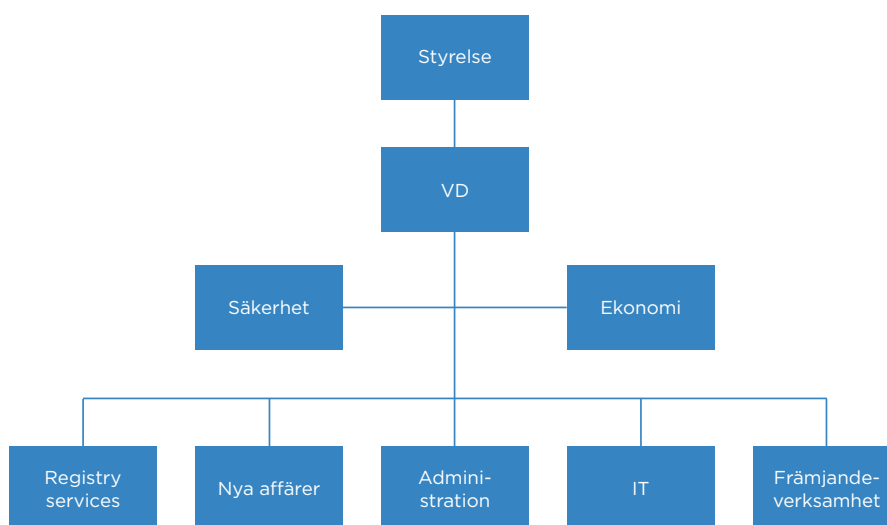 Styrelse
VD
Säkerhet
Ekonomi
Registry
services
Nya affärer
Admini-
stration
IT
Främjande-
verksamhet